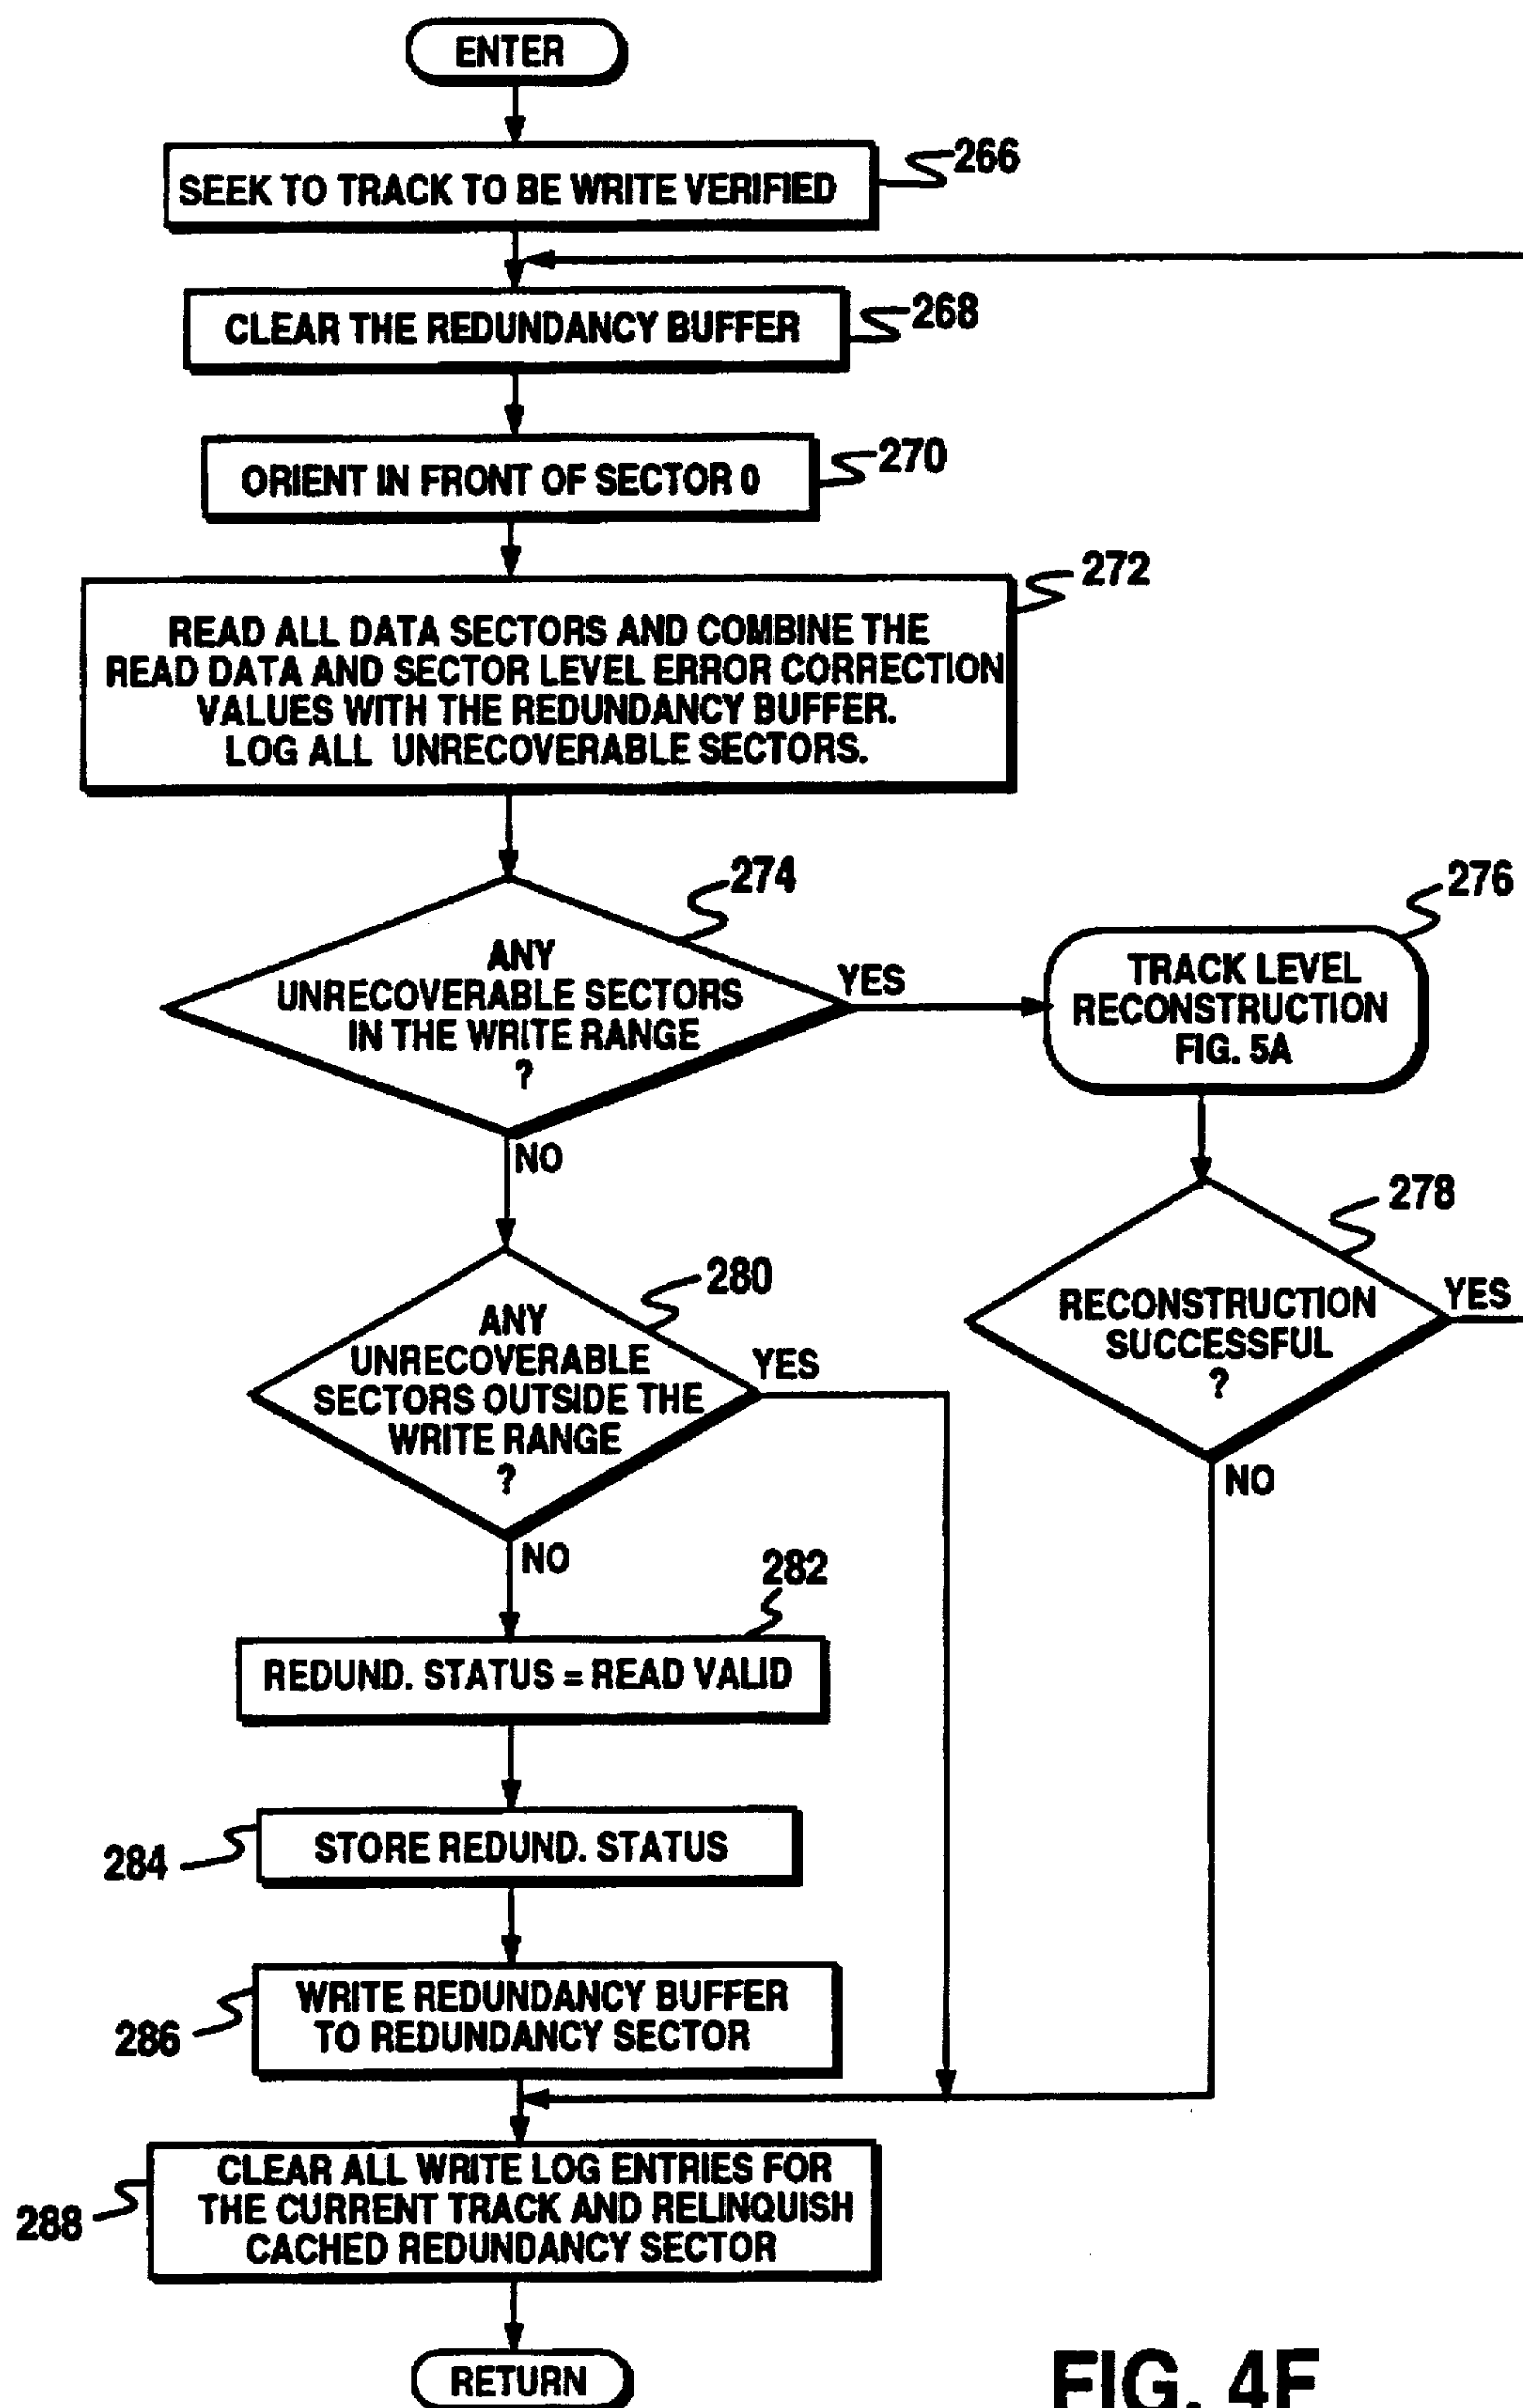 ENTER
SEEK TO TRACK TO BE WRITE VERIFIED
266
CLEAR THE REDUNDANCY BUFFER
268
ORIENT IN FRONT OF SECTOR 0
270
272
READ ALL DATA SECTORS AND COMBINE THE
READ DATA AND SECTOR LEVEL ERROR CORRECTION
VALUES WITH THE REDUNDANCY BUFFER.
LOG ALL UNRECOVERABLE SECTORS.
274
ANY
UNRECOVERABLE SECTORS
IN THE WRITE RANGE
?
YES
NO
276
TRACK LEVEL
RECONSTRUCTION
FIG. 5A
278
RECONSTRUCTION
SUCCESSFUL
?
YES
NO
280
ANY
UNRECOVERABLE
SECTORS OUTSIDE THE
WRITE RANGE
?
YES
NO
282
REDUND. STATUS = READ VALID
284
STORE REDUND. STATUS
286
WRITE REDUNDANCY BUFFER
TO REDUNDANCY SECTOR
288
CLEAR ALL WRITE LOG ENTRIES FOR
THE CURRENT TRACK AND RELINQUISH
CACHED REDUNDANCY SECTOR
RETURN